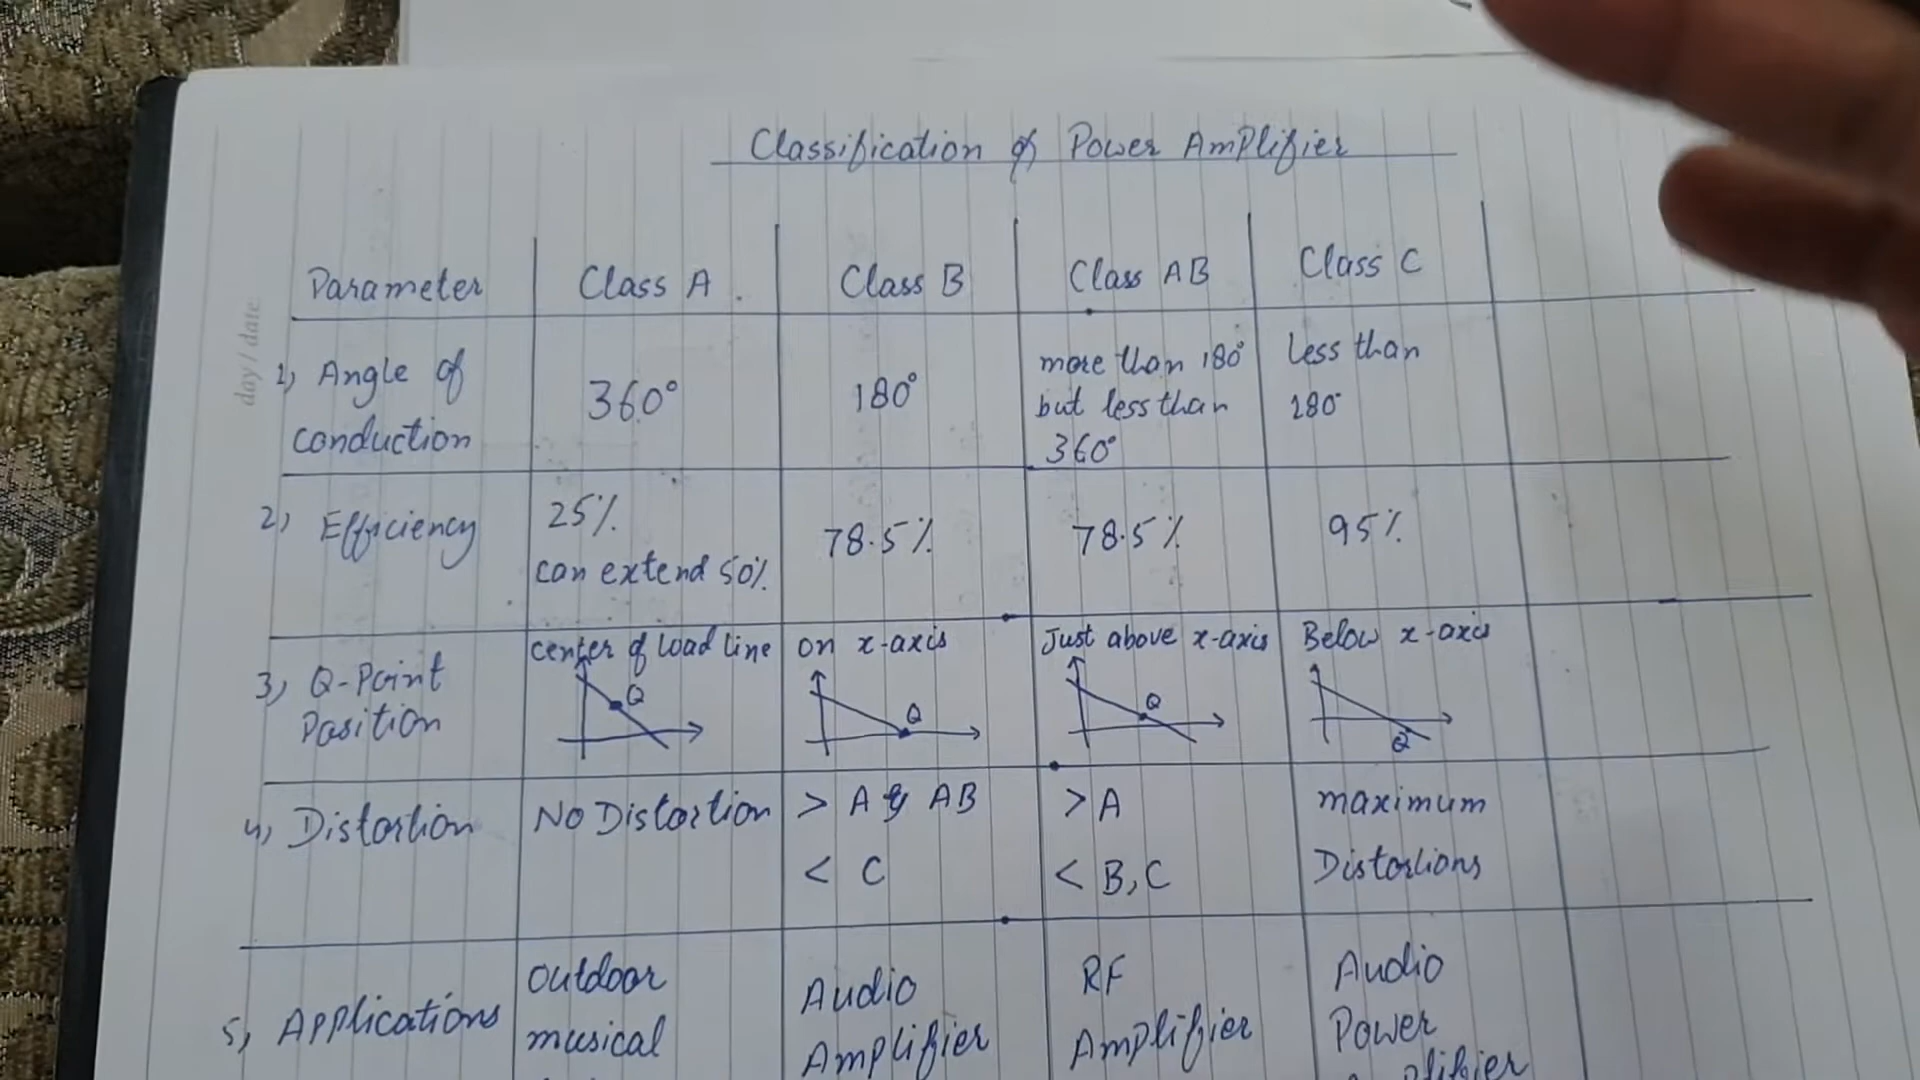 Classification of Power Amplifier
day / date
Parameter
Class A
Class B
Class AB
Class C
1) Angle of
conduction
360°
180°
more than 180°
but less than
360°
Less than
180°
2) Efficiency
25%
can extend 50%
78.5%
78.5%
95%
3) Q-Point
Position
center of load line
Q
on x-axis
Q
Just above x-axis
Q
Below x-axis
Q
4) Distortion
No Distortion
> A & AB
< C
> A
< B, C
maximum
Distortions
5) Applications
outdoor
musical
Audio
Amplifier
RF
Amplifier
Audio
Power